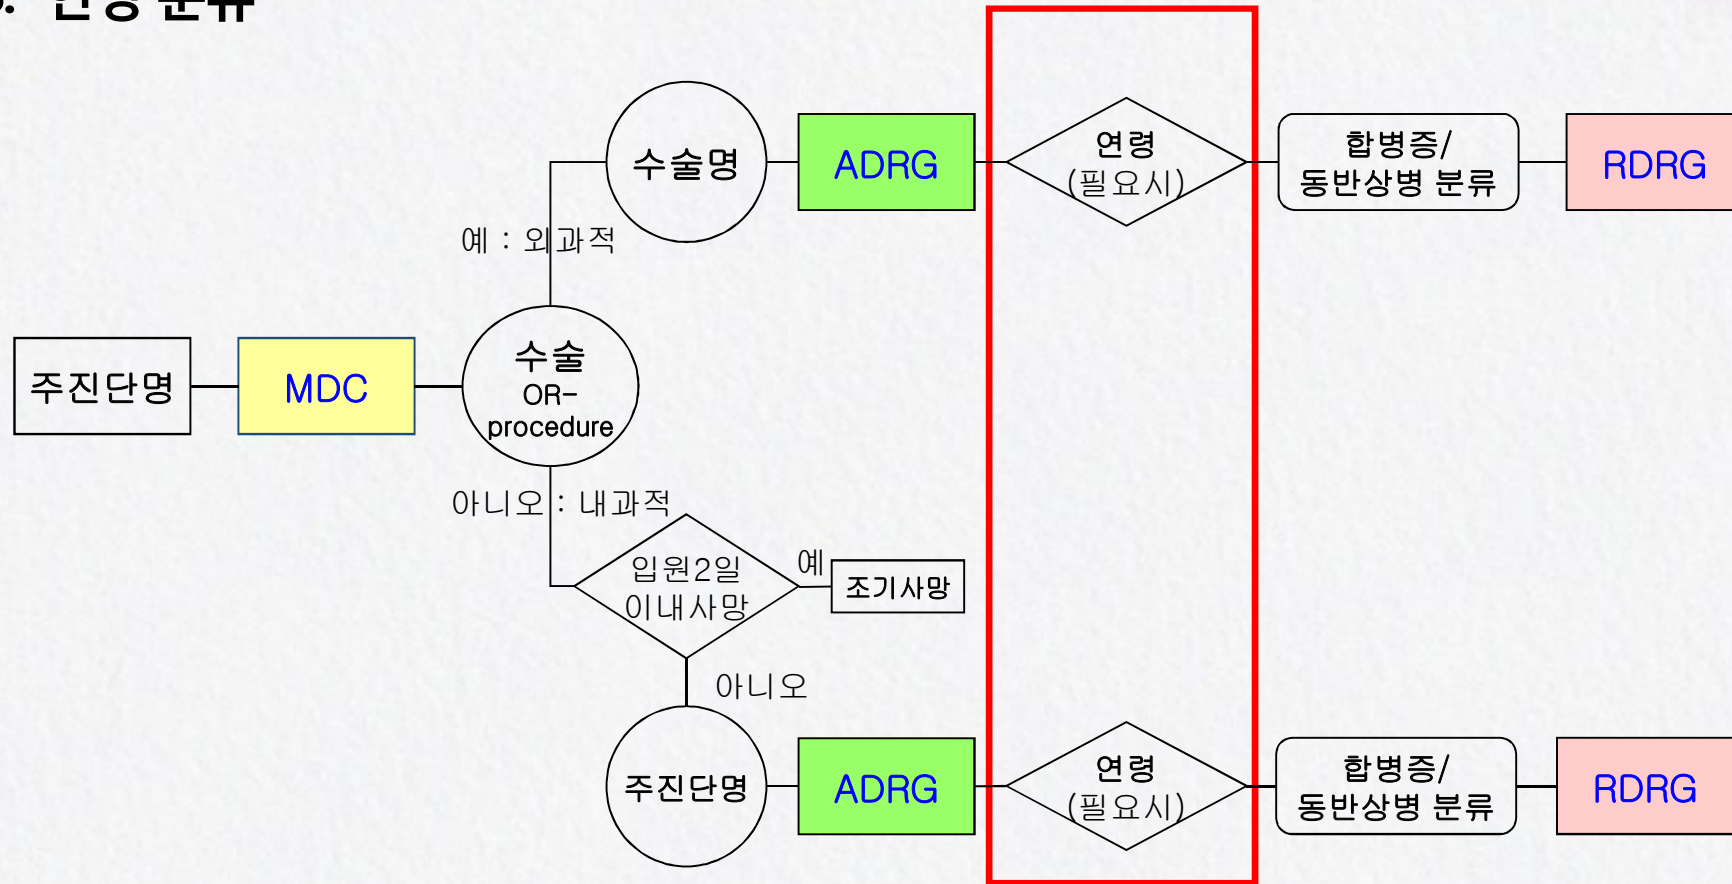 수술명
ADRG
연령
(필요시)
합병증/
동반상병 분류
RDRG
예 : 외과적
주진단명
MDC
수술
OR-
procedure
아니오 : 내과적
입원2일
이내사망
예
조기사망
아니오
주진단명
ADRG
연령
(필요시)
합병증/
동반상병 분류
RDRG